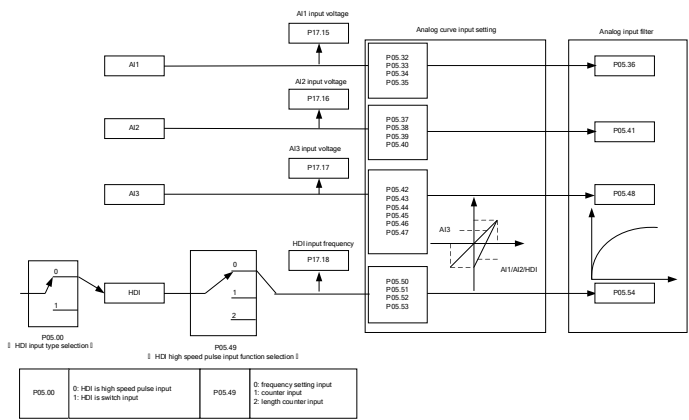 AI1 input voltage
P17.15
Analog curve input setting
Analog input filter
AI1
P05.32
P05.33
P05.34
P05.35
P05.36
AI2 input voltage
P17.16
AI2
P05.37
P05.38
P05.39
P05.40
P05.41
AI3 input voltage
P17.17
AI3
P05.42
P05.43
P05.44
P05.45
P05.46
P05.47
P05.48
AI3
AI1/AI2/HDI
HDI input frequency
P17.18
0
1
HDI
0
1
2
P05.50
P05.51
P05.52
P05.53
P05.54
P05.00
HDI input type selection
P05.49
HDI high speed pulse input function selection
P05.00
0: HDI is high speed pulse input
1: HDI is switch input
P05.49
0: frequency setting input
1: counter input
2: length counter input